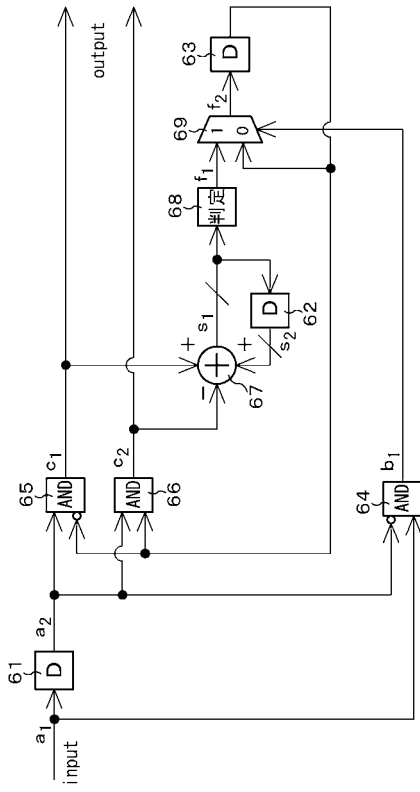 input
a1
61
D
a2
65
AND
c1
66
AND
c2
64
AND
b1
67
+
−
+
+
s1
62
D
s2
68
判定
f1
69
1
0
f2
63
D
output